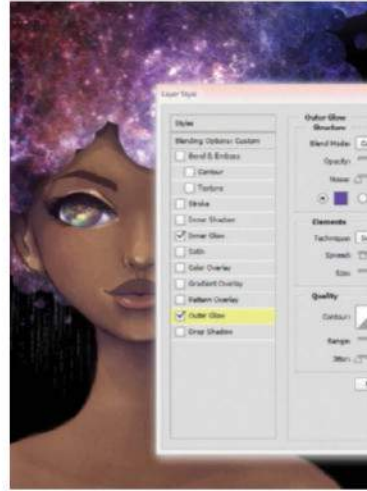 Layer Style
Styles
Blending Options: Custom
Bevel & Emboss
Contour
Texture
Stroke
Inner Shadow
Inner Glow
Satin
Color Overlay
Gradient Overlay
Pattern Overlay
Outer Glow
Drop Shadow
Outer Glow
Structure
Blend Mode:
Opacity:
Noise:
Elements
Technique:
Spread:
Size:
Quality
Contour:
Range:
Jitter: